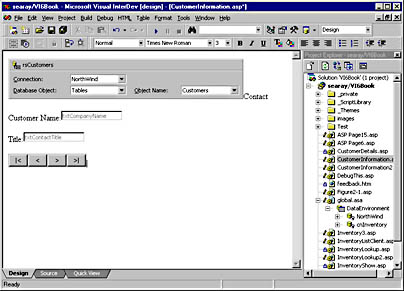 searay/VI6Book - Microsoft Visual InterDev [design] - [CustomerInformation.asp*]
File Edit View Project Build Debug HTML Table Format Tools Window Help
Design
Normal Times New Roman 3
rsCustomers
Connection: NorthWind
Database Object: Tables Object Name: Customers
Contact
Customer Name txtCompanyName
Title txtContactTitle
|< < > >|
Design Source Quick View
Ready
Project Explorer
Solution 'VI6Book' (1 project)
searay/VI6Book
_private
_ScriptLibrary
_Themes
images
Test
ASP Page15.asp
ASP Page6.asp
CustomerDetails.asp
CustomerInformation.
DebugThis.asp
feedback.htm
Figure2-1.asp
global.asa
DataEnvironment
NorthWind
cnInventory
Inventory3.asp
InventoryListClient.asp
InventoryLookup.asp
InventoryLookup2.asp
InventoryShow.asp